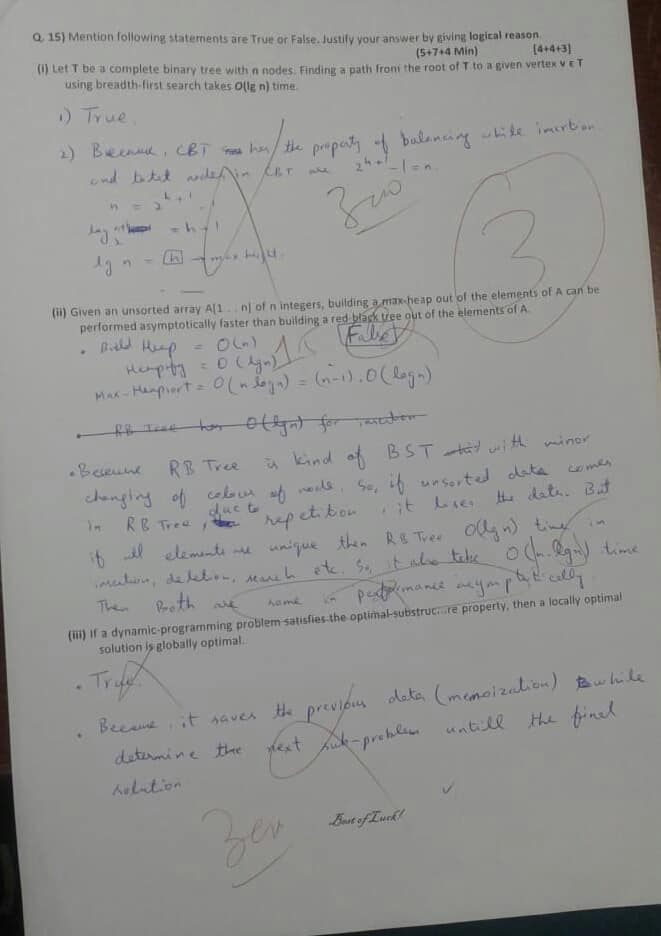 Q. 15) Mention following statements are True or False. Justify your answer by giving logical reason.
(5+7+4 Min) [4+4+3]
(i) Let T be a complete binary tree with n nodes. Finding a path from the root of T to a given vertex v ∈ T
using breadth-first search takes O(lg n) time.
1) True.
2) Because, CBT has the property of balancing while insertion
and total nodes in CBT are 2^(h+1) - 1 = n.
n = 2^(h+1) - 1
= h + 1
lg n = h → max height.
Zero
3
(ii) Given an unsorted array A[1 . . n] of n integers, building a max-heap out of the elements of A can be
performed asymptotically faster than building a red-black tree out of the elements of A.
False
• Build Heap = O(n)
Heapify = O(lgn)
Max-Heapsort = O(n logn) = (n-1).O(logn)
• RB Tree has O(lgn) for insertion
• Because RB Tree is kind of BST with minor
changing of colour of node. So, if unsorted data comes
in RB Tree, due to repetition, it loses the data. But
if all elements are unique then RB Tree O(lgn) time in
insertion, deletion, search etc. So, it also take O(n.lgn) time
Then Both are same in performance asymptotically.
(iii) If a dynamic-programming problem satisfies the optimal-substruc...re property, then a locally optimal
solution is globally optimal.
• True.
• Because, it saves the previous data (memoization) while
determine the next sub-problem untill the final
solution
Best of Luck!